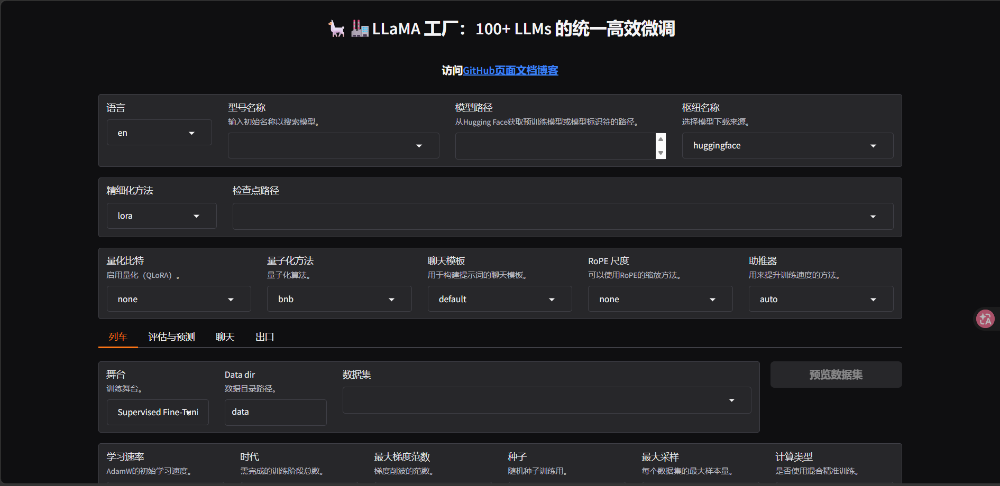 LLaMA 工厂：100+ LLMs 的统一高效微调
访问GitHub页面文档博客
语言
型号名称
模型路径
枢纽名称
输入初始名称以搜索模型。
从Hugging Face获取预训练模型或模型标识符的路径。
选择模型下载来源。
en
huggingface
精细化方法
检查点路径
lora
量化比特
量子化方法
聊天模板
RoPE 尺度
助推器
启用量化（QLoRA）。
量子化算法。
用于构建提示词的聊天模板。
可以使用RoPE的缩放方法。
用来提升训练速度的方法。
none
bnb
default
none
auto
列车
评估与预测
聊天
出口
舞台
Data dir
数据集
预览数据集
训练舞台。
数据目录路径。
Supervised Fine-Tuni
data
学习速率
时代
最大梯度范数
种子
最大采样
计算类型
AdamW的初始学习速度。
需完成的训练阶段总数。
梯度削波的范数。
随机种子训练用。
每个数据集的最大样本量。
是否使用混合精准训练。